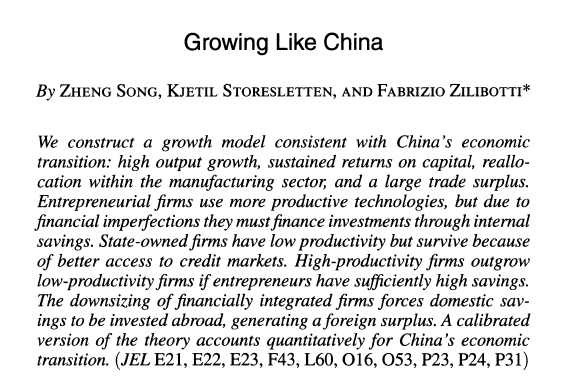 Growing Like China
By Zheng Song, Kjetil Storesletten, and Fabrizio Zilibotti*
We construct a growth model consistent with China's economic
transition: high output growth, sustained returns on capital, reallo-
cation within the manufacturing sector, and a large trade surplus.
Entrepreneurial firms use more productive technologies, but due to
financial imperfections they must finance investments through internal
savings. State-owned firms have low productivity but survive because
of better access to credit markets. High-productivity firms outgrow
low-productivity firms if entrepreneurs have sufficiently high savings.
The downsizing of financially integrated firms forces domestic sav-
ings to be invested abroad, generating a foreign surplus. A calibrated
version of the theory accounts quantitatively for China's economic
transition. (JEL E21, E22, E23, F43, L60, O16, O53, P23, P24, P31)